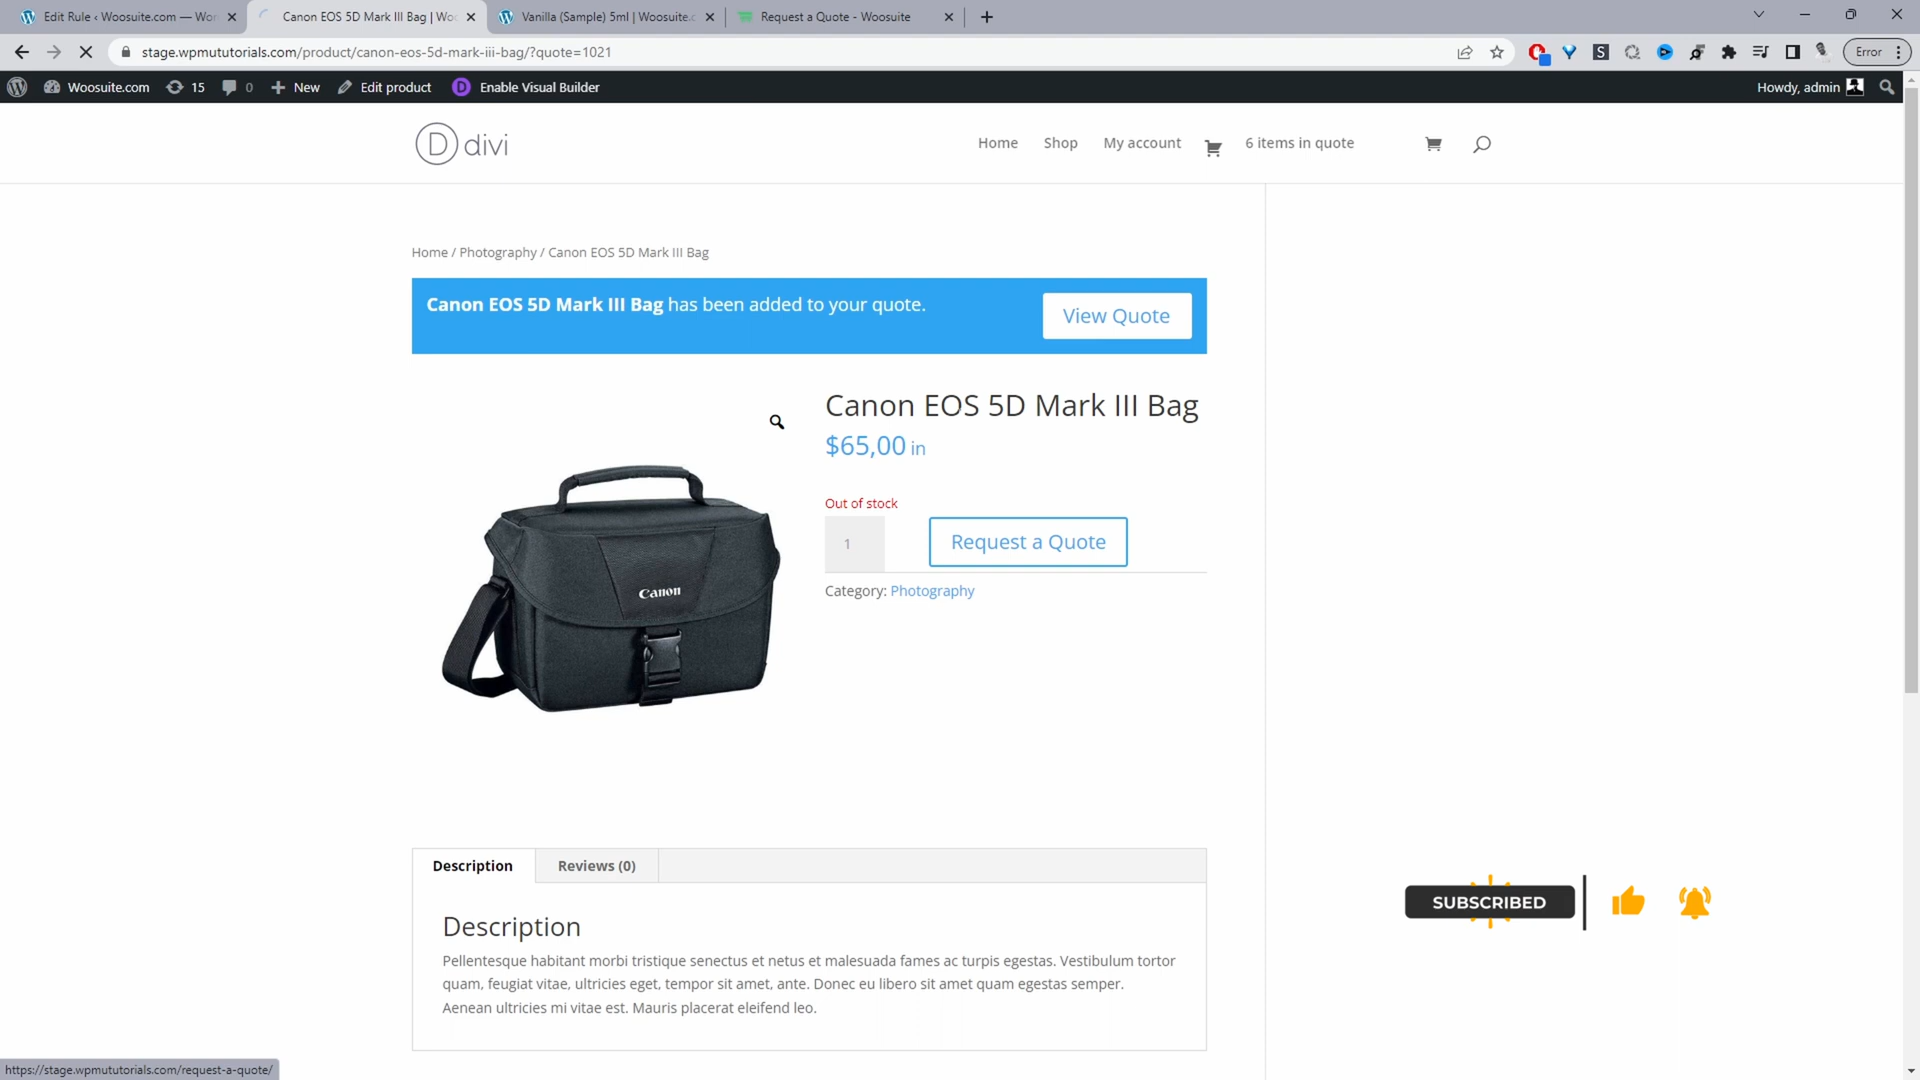 Edit Rule ‹ Woosuite.com — Wor
Canon EOS 5D Mark III Bag | Woo
Vanilla (Sample) 5ml | Woosuite.c
Request a Quote - Woosuite
stage.wpmututorials.com/product/canon-eos-5d-mark-iii-bag/?quote=1021
Error
Woosuite.com
15
0
New
Edit product
D
Enable Visual Builder
Howdy, admin
D divi
Home
Shop
My account
6 items in quote
Home / Photography / Canon EOS 5D Mark III Bag
Canon EOS 5D Mark III Bag has been added to your quote.
View Quote
Canon EOS 5D Mark III Bag
$65,00 in
Out of stock
1
Request a Quote
Category: Photography
Canon
Description
Reviews (0)
Description
Pellentesque habitant morbi tristique senectus et netus et malesuada fames ac turpis egestas. Vestibulum tortor
quam, feugiat vitae, ultricies eget, tempor sit amet, ante. Donec eu libero sit amet quam egestas semper.
Aenean ultricies mi vitae est. Mauris placerat eleifend leo.
SUBSCRIBED
https://stage.wpmututorials.com/request-a-quote/